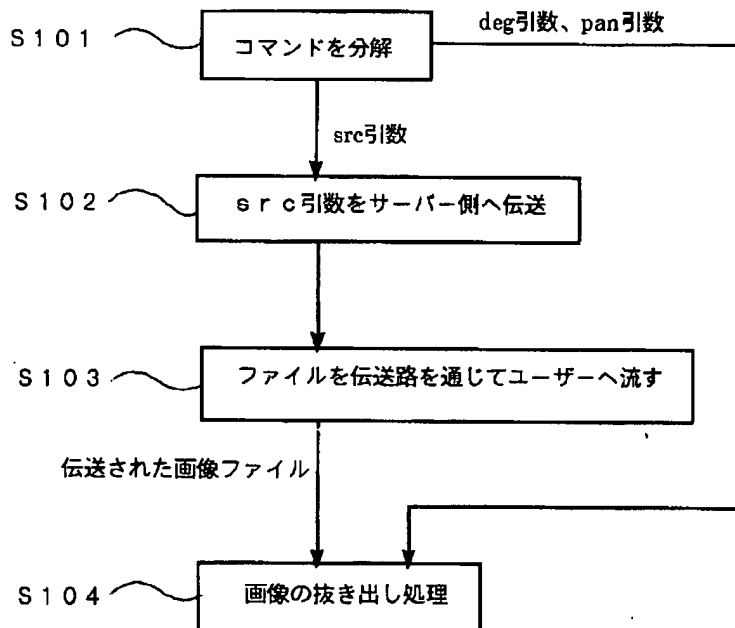 S101
コマンドを分解
deg引数、pan引数
src引数
S102
src引数をサーバー側へ伝送
S103
ファイルを伝送路を通じてユーザーへ流す
伝送された画像ファイル
S104
画像の抜き出し処理